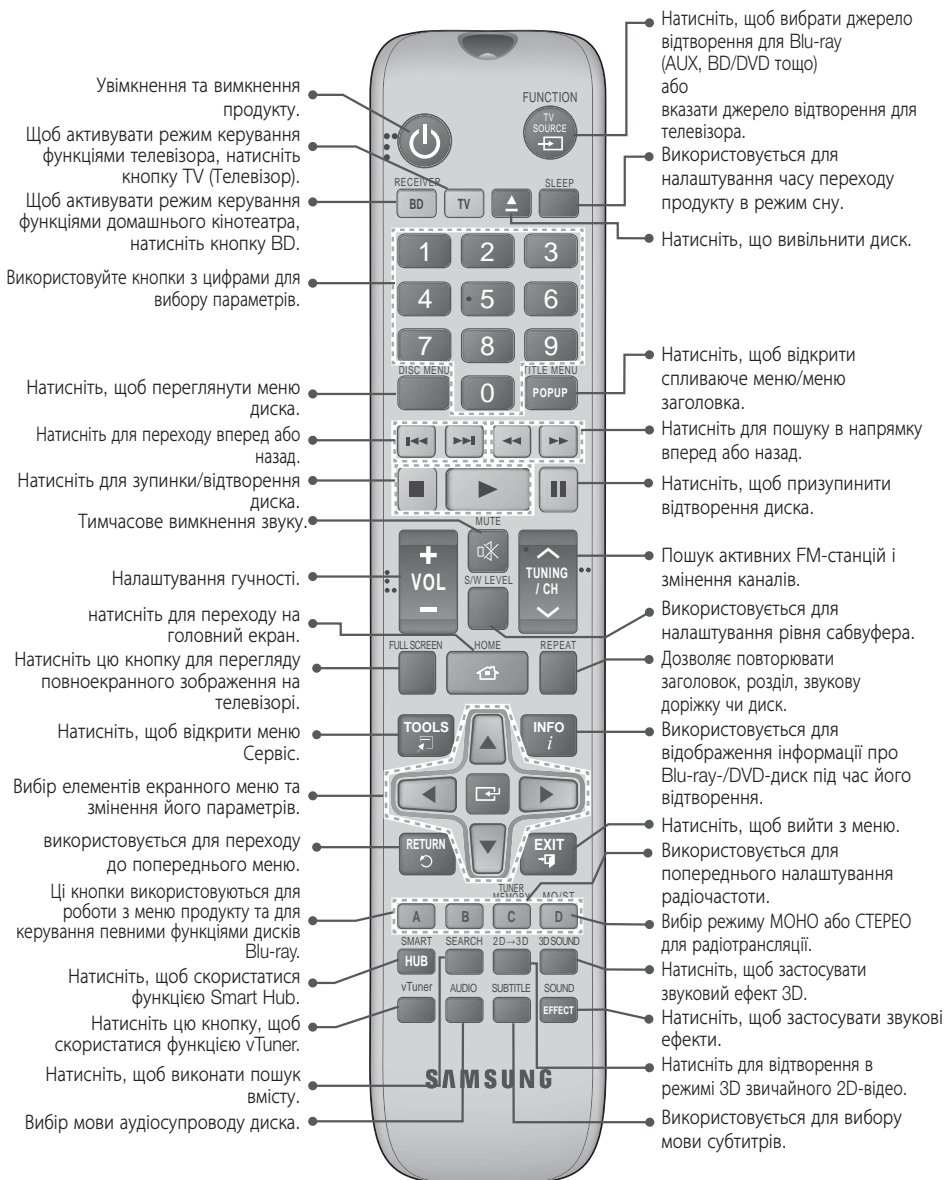 Увімкнення та вимкнення
продукту.
Щоб активувати режим керування
функціями телевізора, натисніть
кнопку TV (Телевізор).
Щоб активувати режим керування
функціями домашнього кінотеатра,
натисніть кнопку BD.
Використовуйте кнопки з цифрами для
вибору параметрів.
Натисніть, щоб переглянути меню
диска.
Натисніть для переходу вперед або
назад.
Натисніть для зупинки/відтворення
диска.
Тимчасове вимкнення звуку.
Налаштування гучності.
натисніть для переходу на
головний екран.
Натисніть цю кнопку для перегляду
повноекранного зображення на
телевізорі.
Натисніть, щоб відкрити меню
Сервіс.
Вибір елементів екранного меню та
змінення його параметрів.
використовується для переходу
до попереднього меню.
Ці кнопки використовуються для
роботи з меню продукту та для
керування певними функціями дисків
Blu-ray.
Натисніть, щоб скористатися
функцією Smart Hub.
Натисніть цю кнопку, щоб
скористатися функцією vTuner.
Натисніть, щоб виконати пошук
вмісту.
Вибір мови аудіосупроводу диска.
FUNCTION
TV
SOURCE
RECEIVER
SLEEP
BD
TV
1 2 3
4 5 6
7 8 9
DISC MENU
TITLE MENU
0
POPUP
MUTE
+
VOL
−
TUNING
/ CH
S/W LEVEL
FULL SCREEN
HOME
REPEAT
TOOLS
INFO
i
RETURN
EXIT
TUNER
MEMORY
MO/ST
A B C D
SMART
SEARCH
2D→3D
3D SOUND
HUB
vTuner
AUDIO
SUBTITLE
SOUND
EFFECT
SAMSUNG
Натисніть, щоб вибрати джерело
відтворення для Blu-ray
(AUX, BD/DVD тощо)
або
вказати джерело відтворення для
телевізора.
Використовується для
налаштування часу переходу
продукту в режим сну.
Натисніть, що вивільнити диск.
Натисніть, щоб відкрити
спливаюче меню/меню
заголовка.
Натисніть для пошуку в напрямку
вперед або назад.
Натисніть, щоб призупинити
відтворення диска.
Пошук активних FM-станцій і
змінення каналів.
Використовується для
налаштування рівня сабвуфера.
Дозволяє повторювати
заголовок, розділ, звукову
доріжку чи диск.
Використовується для
відображення інформації про
Blu-ray-/DVD-диск під час його
відтворення.
Натисніть, щоб вийти з меню.
Використовується для
попереднього налаштування
радіочастоти.
Вибір режиму МОНО або СТЕРЕО
для радіотрансляції.
Натисніть, щоб застосувати
звуковий ефект 3D.
Натисніть, щоб застосувати звукові
ефекти.
Натисніть для відтворення в
режимі 3D звичайного 2D-відео.
Використовується для вибору
мови субтитрів.